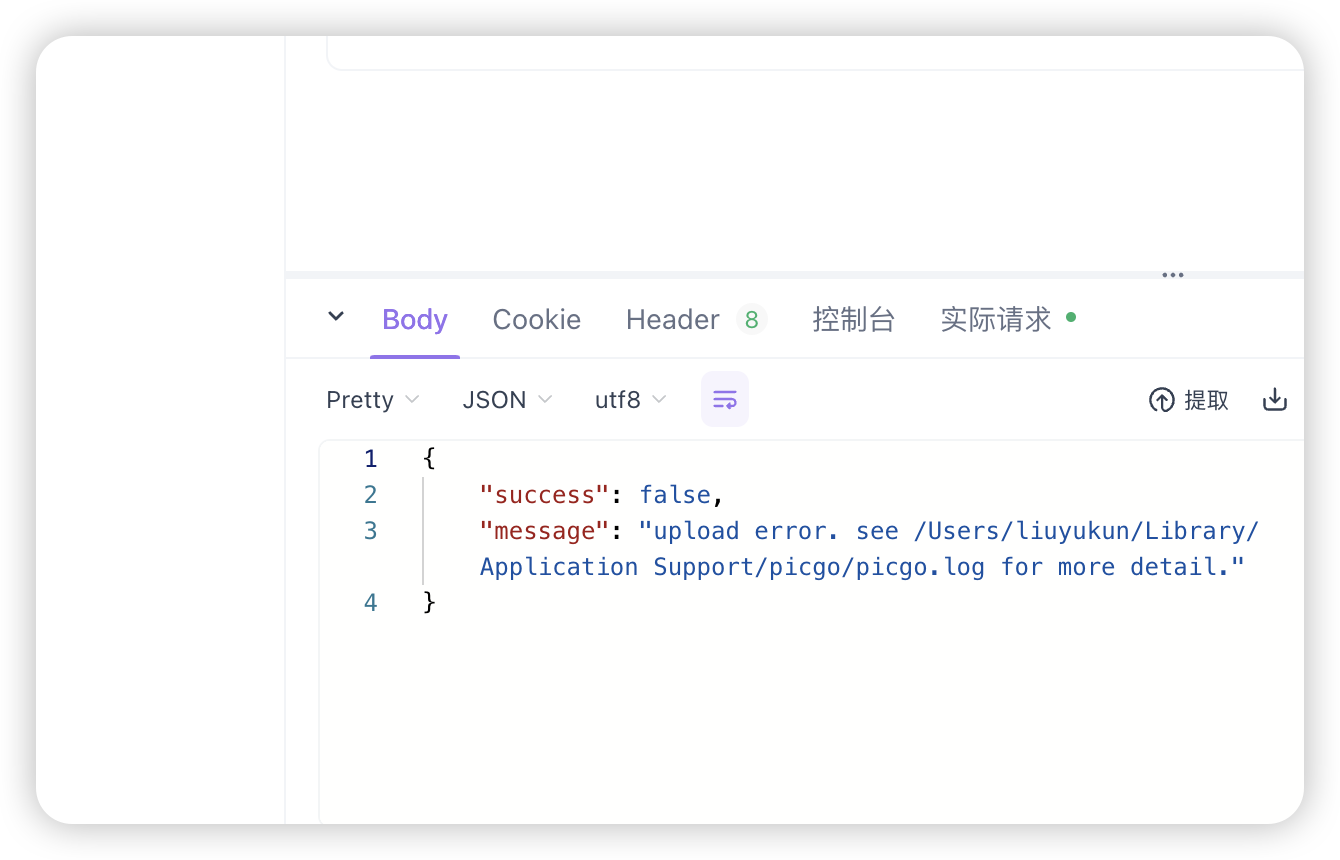 Body Cookie Header 8 控制台 实际请求
Pretty JSON utf8 提取
1 {
2 "success": false,
3 "message": "upload error. see /Users/liuyukun/Library/
Application Support/picgo/picgo.log for more detail."
4 }